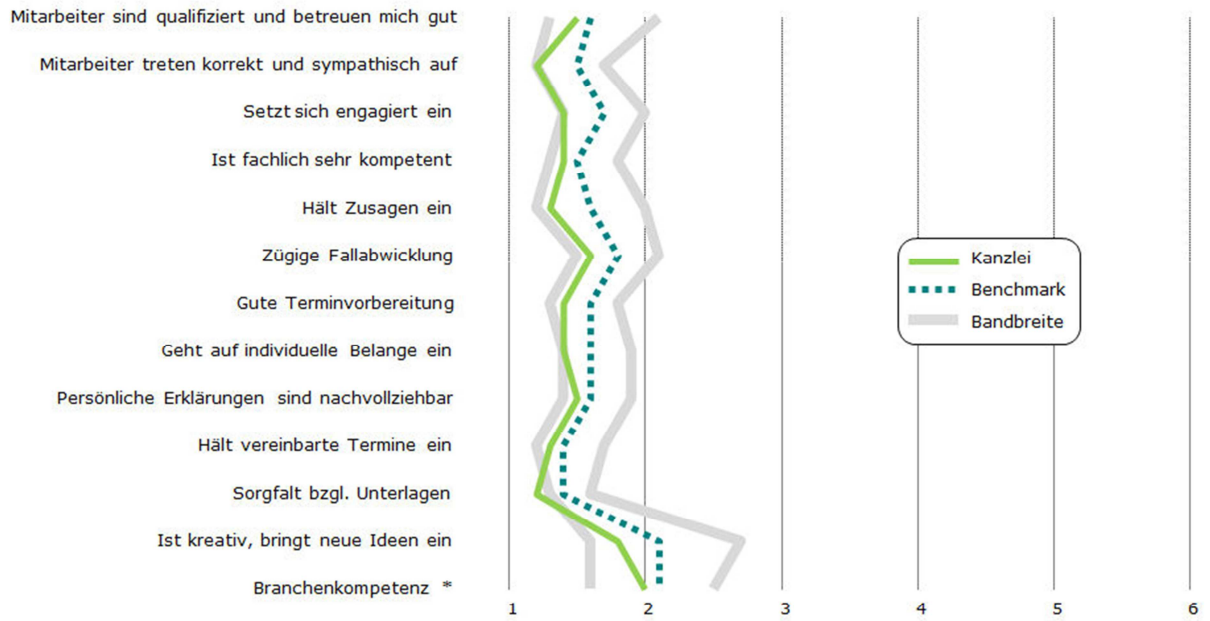 Mitarbeiter sind qualifiziert und betreuen mich gut
Mitarbeiter treten korrekt und sympathisch auf
Setzt sich engagiert ein
Ist fachlich sehr kompetent
Hält Zusagen ein
Zügige Fallabwicklung
Gute Terminvorbereitung
Geht auf individuelle Belange ein
Persönliche Erklärungen sind nachvollziehbar
Hält vereinbarte Termine ein
Sorgfalt bzgl. Unterlagen
Ist kreativ, bringt neue Ideen ein
Branchenkompetenz *
Kanzlei
Benchmark
Bandbreite
1 2 3 4 5 6